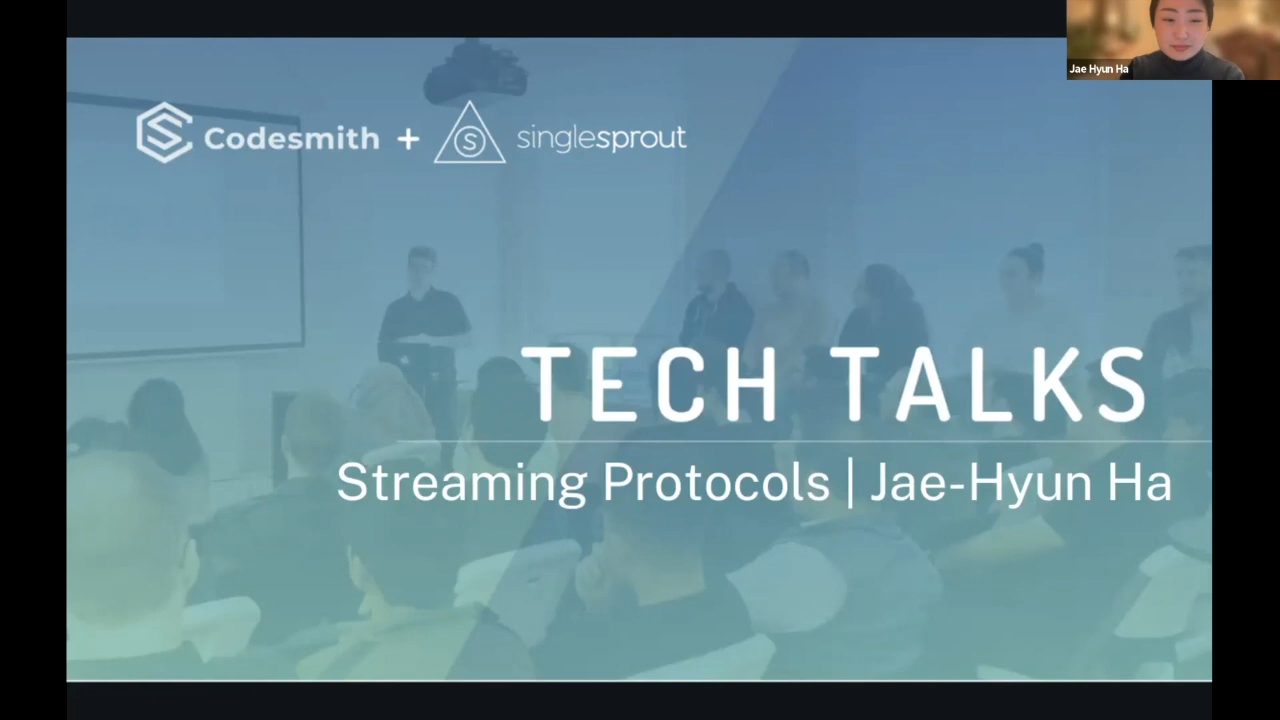 Jae Hyun Ha
Codesmith + S singlesprout
TECH TALKS
Streaming Protocols | Jae-Hyun Ha